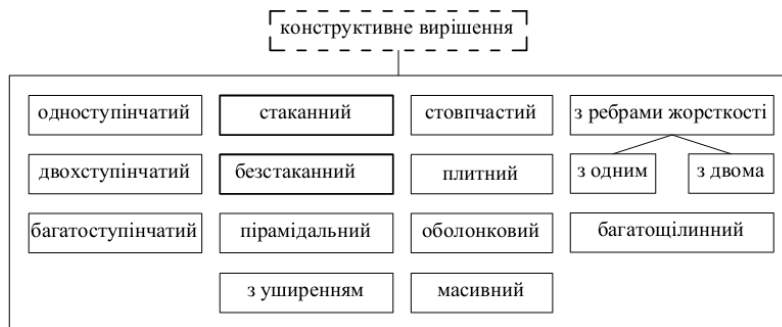 конструктивне вирішення
одноступінчатий
стаканний
стовпчастий
з ребрами жорсткості
двохступінчатий
безстаканний
плитний
з одним
з двома
багатоступінчатий
пірамідальний
оболонковий
багатощілинний
з уширенням
масивний